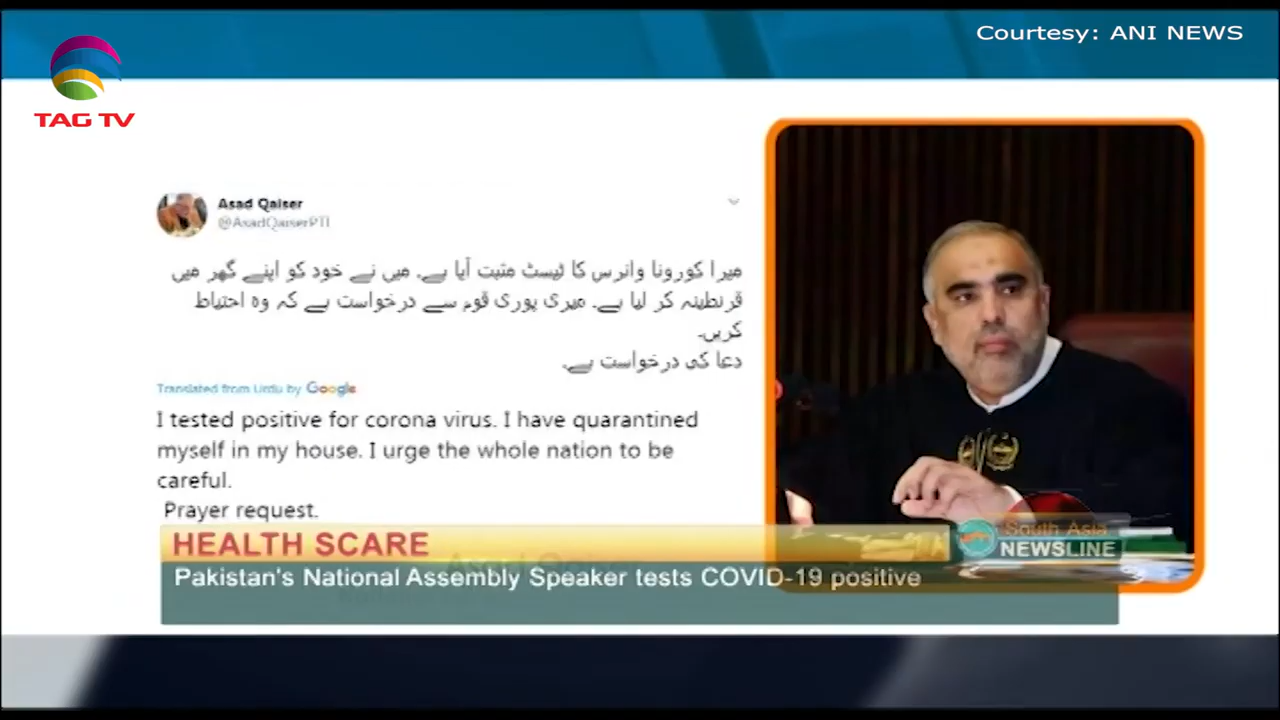 Courtesy: ANI NEWS
TAG TV
Asad Qaiser
@AsadQaiserPTI
میرا کورونا وائرس کا ٹیسٹ مثبت آیا ہے۔ میں نے خود کو اپنے گھر میں
قرنطینہ کر لیا ہے۔ میری پوری قوم سے درخواست ہے کہ وہ احتیاط
کریں۔
دعا کی درخواست ہے۔
Translated from Urdu by Google
I tested positive for corona virus. I have quarantined
myself in my house. I urge the whole nation to be
careful.
Prayer request.
HEALTH SCARE
South Asia
NEWSLINE
Pakistan's National Assembly Speaker tests COVID-19 positive